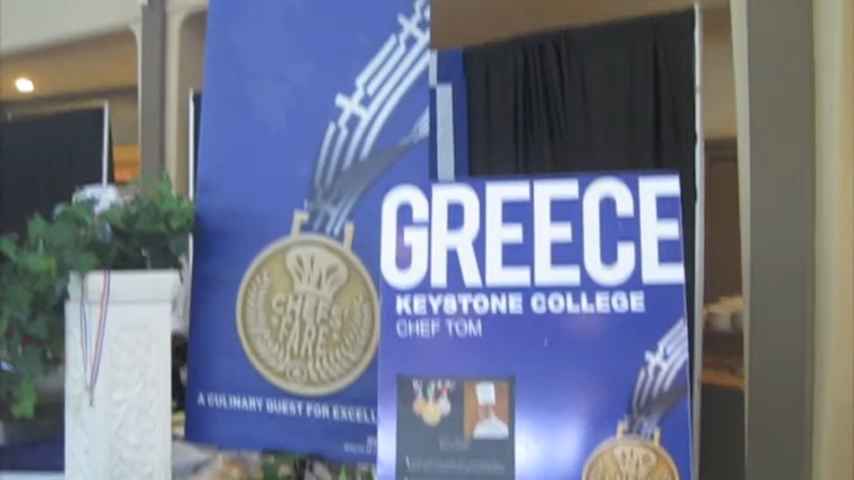 CHEFS'
FARE
A CULINARY QUEST FOR EXCELL
GREECE
KEYSTONE COLLEGE
CHEF TOM